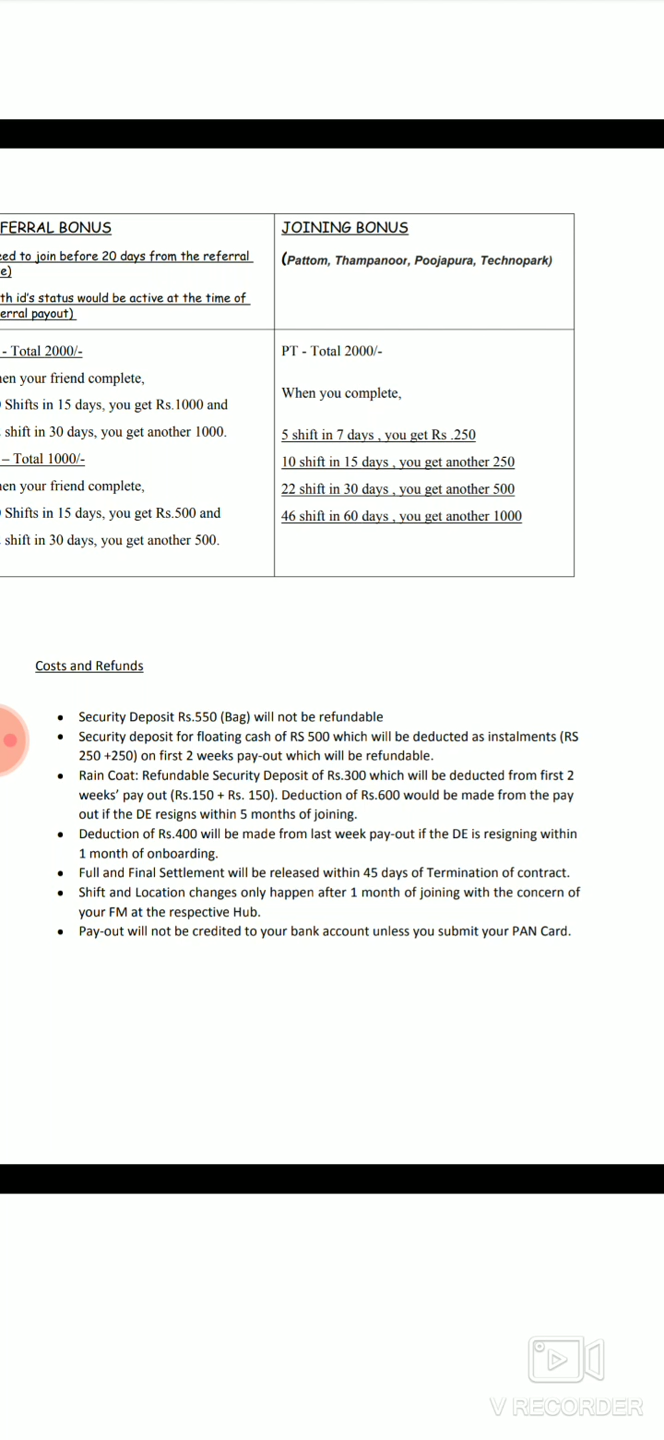 FERRAL BONUS
to join before 20 days from the referral
id's status would be active at the time of
payout)
- Total 2000/-
your friend complete,
Shifts in 15 days, you get Rs.1000 and
shift in 30 days, you get another 1000.
– Total 1000/-
your friend complete,
Shifts in 15 days, you get Rs.500 and
shift in 30 days, you get another 500.
JOINING BONUS
(Pattom, Thampanoor, Poojapura, Technopark)
PT - Total 2000/-
When you complete,
5 shift in 7 days , you get Rs .250
10 shift in 15 days , you get another 250
22 shift in 30 days , you get another 500
46 shift in 60 days , you get another 1000
Costs and Refunds
• Security Deposit Rs.550 (Bag) will not be refundable
• Security deposit for floating cash of RS 500 which will be deducted as instalments (RS
250 +250) on first 2 weeks pay-out which will be refundable.
• Rain Coat: Refundable Security Deposit of Rs.300 which will be deducted from first 2
weeks' pay out (Rs.150 + Rs. 150). Deduction of Rs.600 would be made from the pay
out if the DE resigns within 5 months of joining.
• Deduction of Rs.400 will be made from last week pay-out if the DE is resigning within
1 month of onboarding.
• Full and Final Settlement will be released within 45 days of Termination of contract.
• Shift and Location changes only happen after 1 month of joining with the concern of
your FM at the respective Hub.
• Pay-out will not be credited to your bank account unless you submit your PAN Card.
V RECORDER